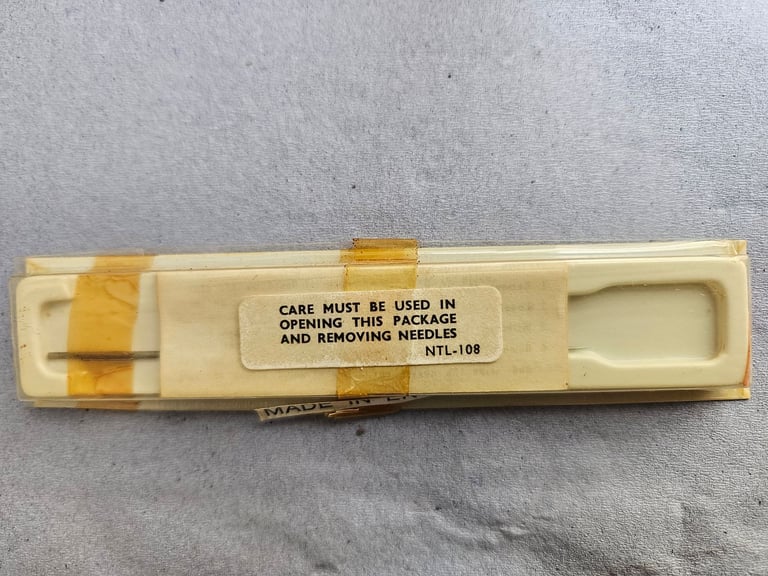 CARE MUST BE USED IN
OPENING THIS PACKAGE
AND REMOVING NEEDLES
NTL-108
MADE IN